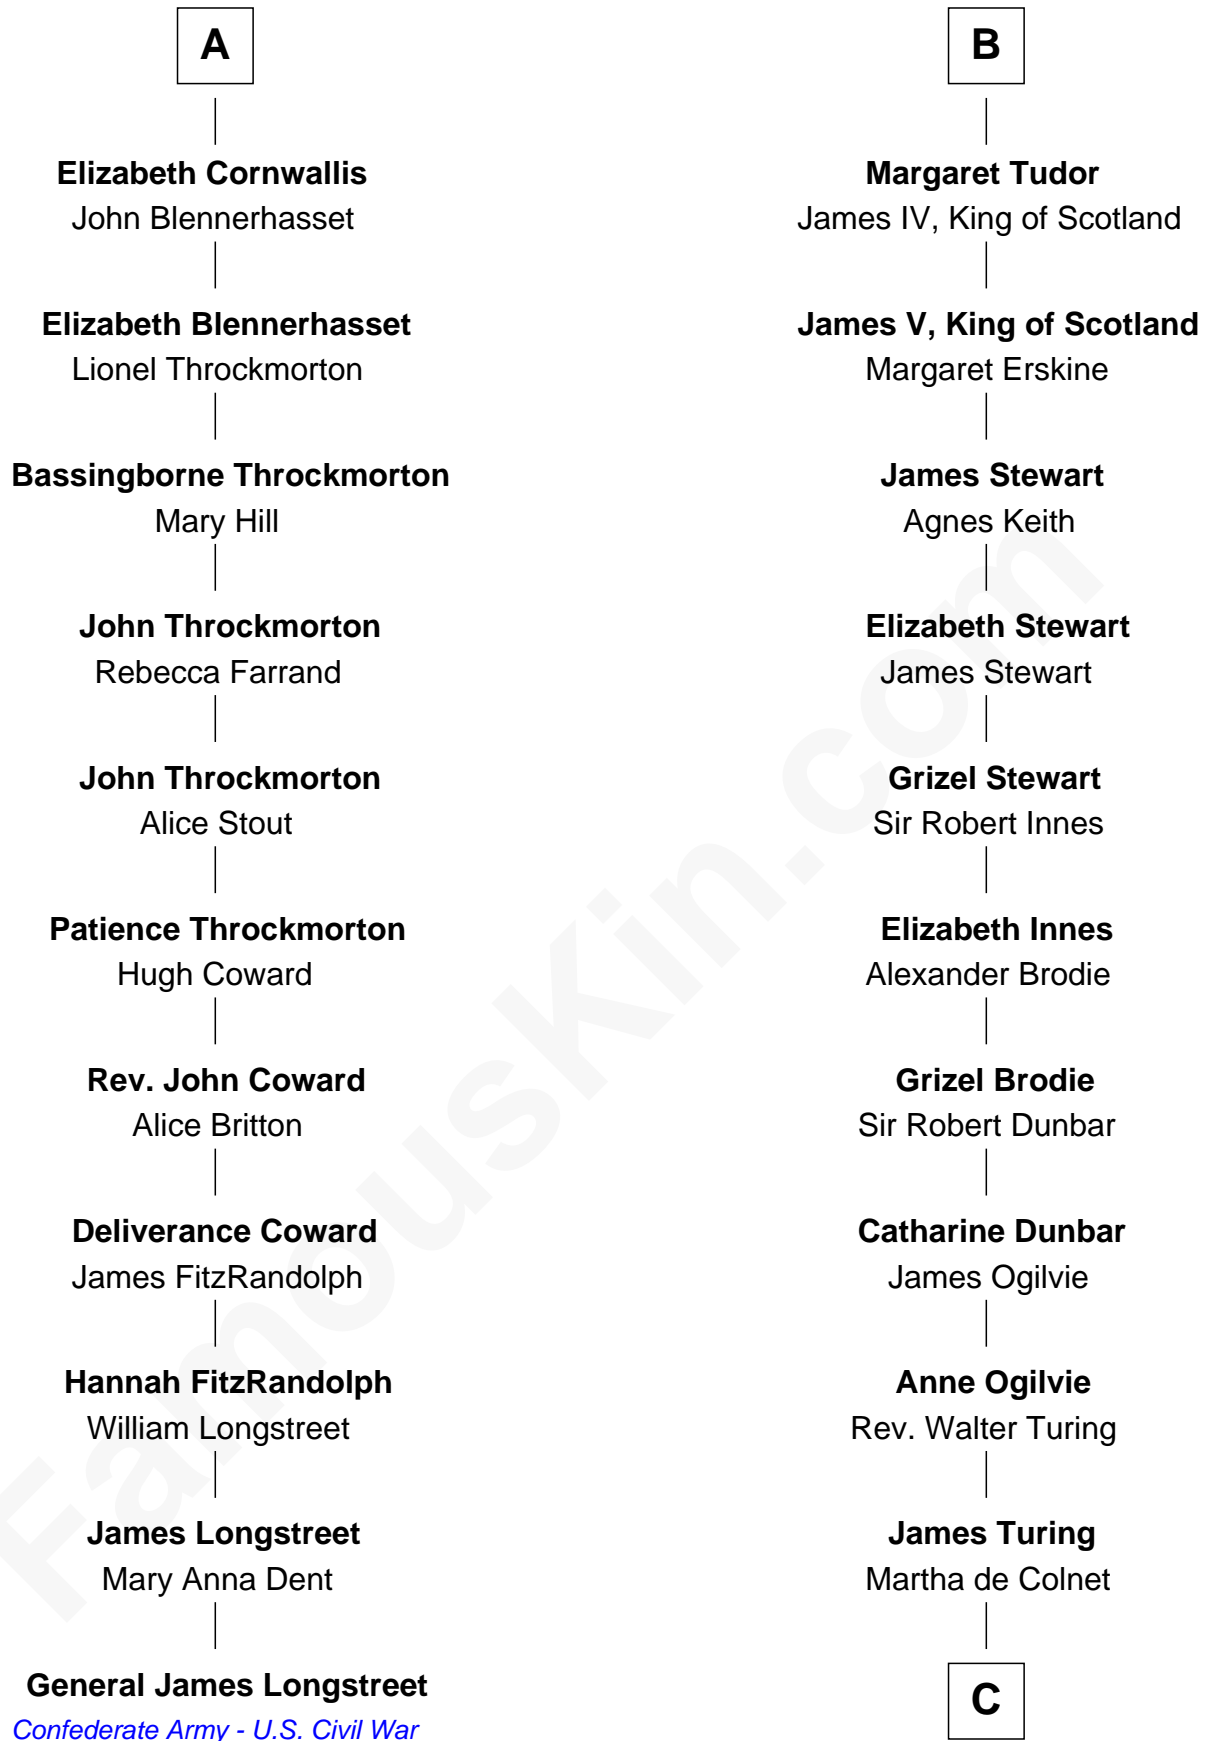 A
Elizabeth Cornwallis
John Blennerhasset
Elizabeth Blennerhasset
Lionel Throckmorton
Bassingborne Throckmorton
Mary Hill
John Throckmorton
Rebecca Farrand
John Throckmorton
Alice Stout
Patience Throckmorton
Hugh Coward
Rev. John Coward
Alice Britton
Deliverance Coward
James FitzRandolph
Hannah FitzRandolph
William Longstreet
James Longstreet
Mary Anna Dent
General James Longstreet
Confederate Army - U.S. Civil War
B
Margaret Tudor
James IV, King of Scotland
James V, King of Scotland
Margaret Erskine
James Stewart
Agnes Keith
Elizabeth Stewart
James Stewart
Grizel Stewart
Sir Robert Innes
Elizabeth Innes
Alexander Brodie
Grizel Brodie
Sir Robert Dunbar
Catharine Dunbar
James Ogilvie
Anne Ogilvie
Rev. Walter Turing
James Turing
Martha de Colnet
C
FamousKin.com